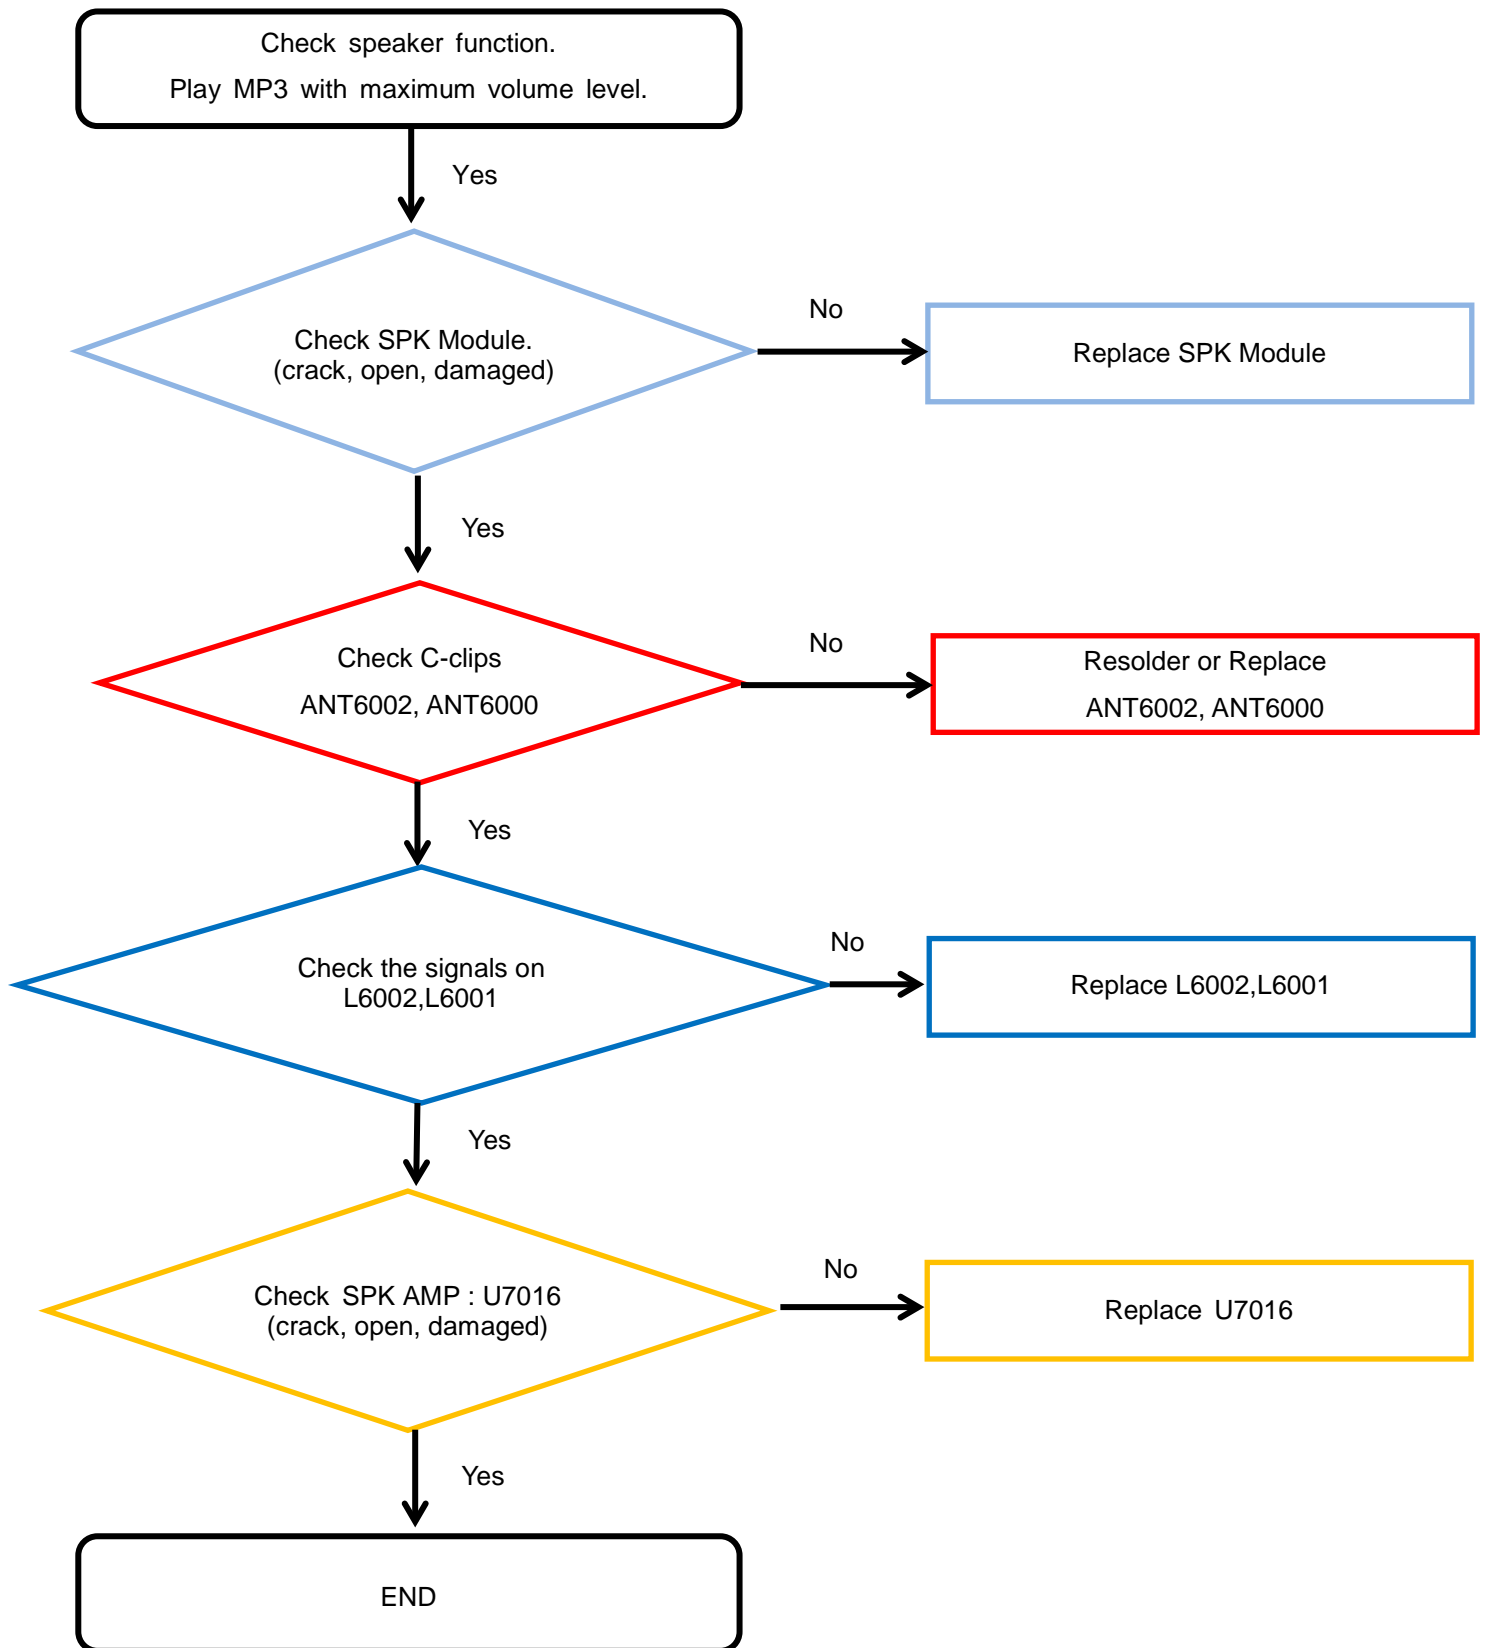 Check speaker function.
Play MP3 with maximum volume level.
Yes
Check SPK Module.
(crack, open, damaged)
No
Replace SPK Module
Yes
Check C-clips
ANT6002, ANT6000
No
Resolder or Replace
ANT6002, ANT6000
Yes
Check the signals on
L6002,L6001
No
Replace L6002,L6001
Yes
Check SPK AMP : U7016
(crack, open, damaged)
No
Replace U7016
Yes
END